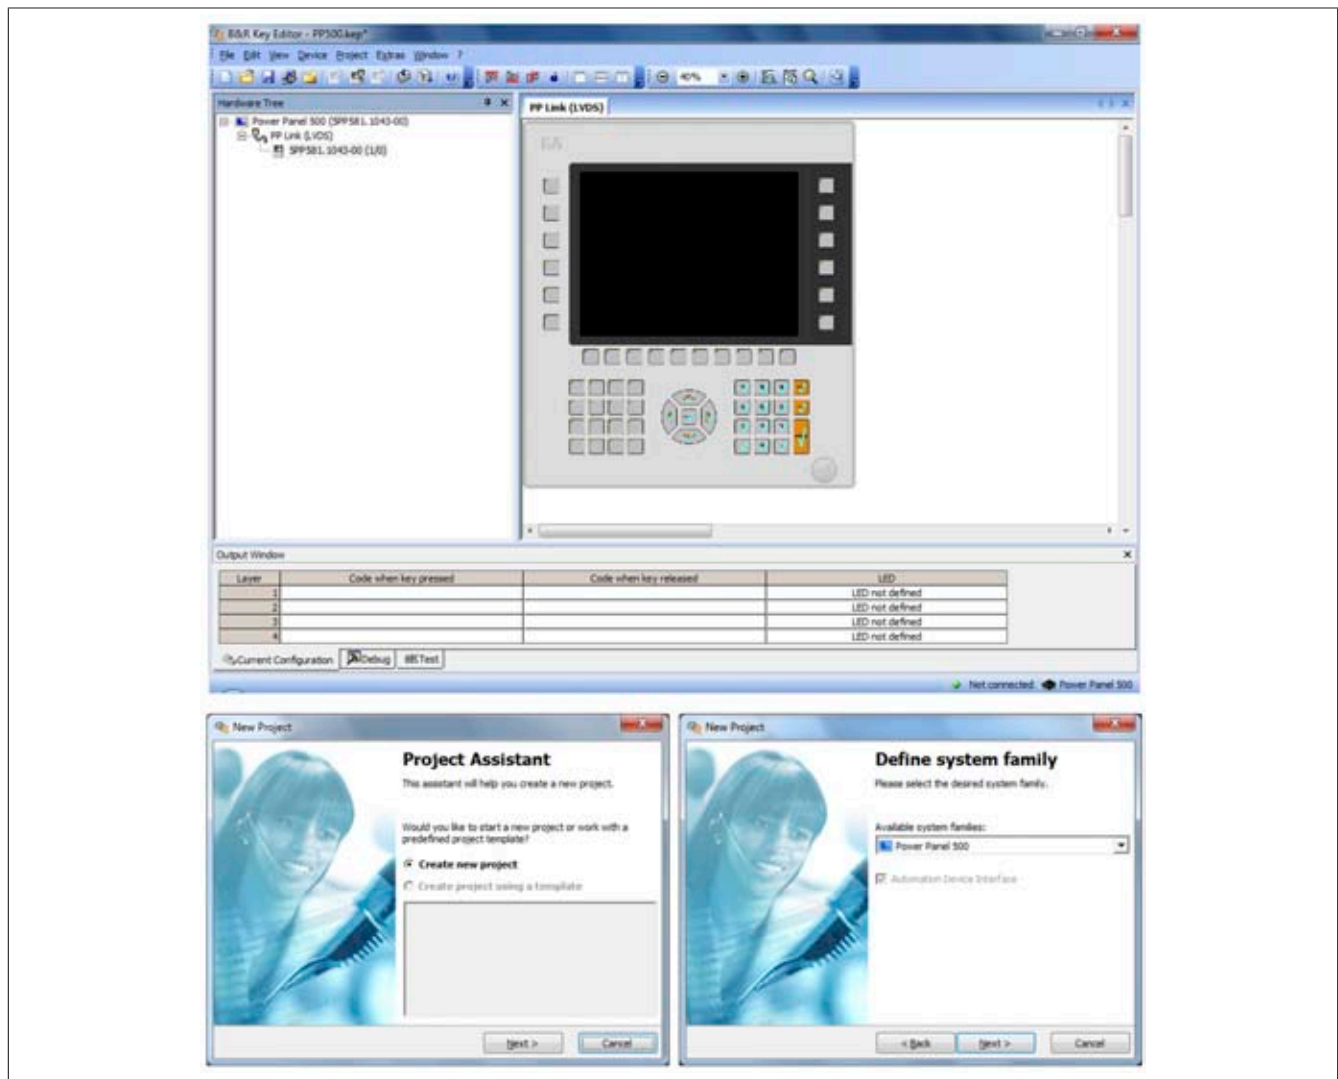 B&R Key Editor - PP500.kep*
File Edit View Device Project Extras Window ?
40%
Hardware Tree
PP Link (LVDS)
Power Panel 500 (5PP581.1043-00)
PP Link (LVDS)
5PP581.1043-00 (1/0)
Output Window
Layer Code when key pressed Code when key released LED
1 LED not defined
2 LED not defined
3 LED not defined
4 LED not defined
Current Configuration Debug Test
Not connected. Power Panel 500
New Project
Project Assistant
This assistant will help you create a new project.
Would you like to start a new project or work with a
predefined project template?
Create new project
Create project using a template
Next > Cancel
New Project
Define system family
Please select the desired system family.
Available system families:
Power Panel 500
Automation Device Interface
< Back Next > Cancel